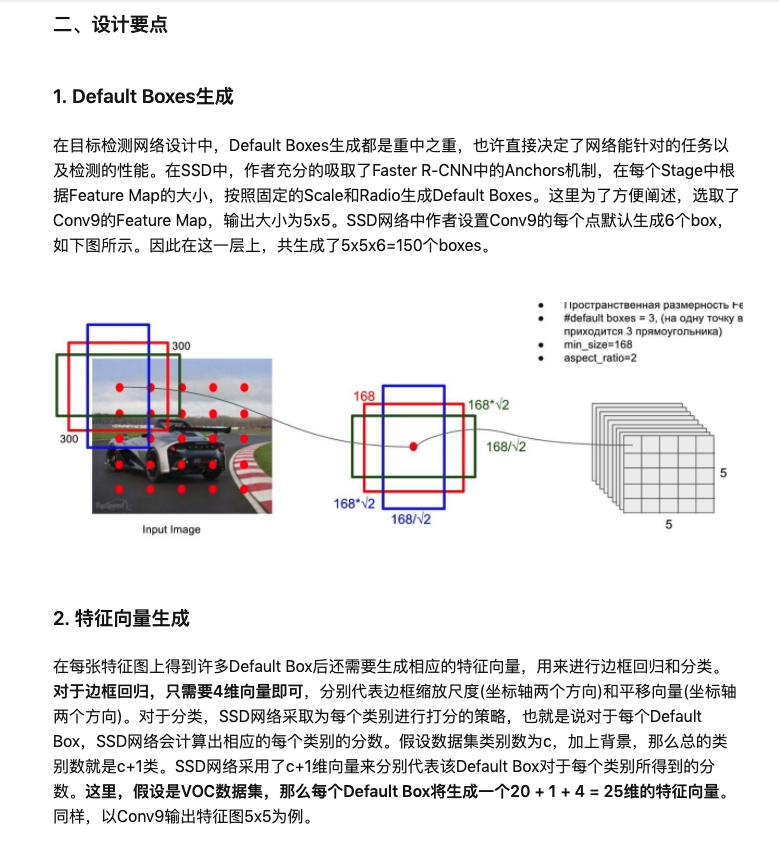 二、设计要点
1. Default Boxes生成
在目标检测网络设计中，Default Boxes生成都是重中之重，也许直接决定了网络能针对的任务以
及检测的性能。在SSD中，作者充分的吸取了Faster R-CNN中的Anchors机制，在每个Stage中根
据Feature Map的大小，按照固定的Scale和Radio生成Default Boxes。这里为了方便阐述，选取了
Conv9的Feature Map，输出大小为5x5。SSD网络中作者设置Conv9的每个点默认生成6个box，
如下图所示。因此在这一层上，共生成了5x5x6=150个boxes。
Пространственная размерность
#default boxes = 3, (на одну точку в
приходится 3 прямоугольника)
min_size=168
aspect_ratio=2
300
300
Input Image
168
168*√2
168/√2
168*√2
168/√2
5
5
2. 特征向量生成
在每张特征图上得到许多Default Box后还需要生成相应的特征向量，用来进行边框回归和分类。
对于边框回归，只需要4维向量即可，分别代表边框缩放尺度(坐标轴两个方向)和平移向量(坐标轴
两个方向)。对于分类，SSD网络采取为每个类别进行打分的策略，也就是说对于每个Default
Box，SSD网络会计算出相应的每个类别的分数。假设数据集类别数为c，加上背景，那么总的类
别数就是c+1类。SSD网络采用了c+1维向量来分别代表该Default Box对于每个类别所得到的分
数。这里，假设是VOC数据集，那么每个Default Box将生成一个20 + 1 + 4 = 25维的特征向量。
同样，以Conv9输出特征图5x5为例。